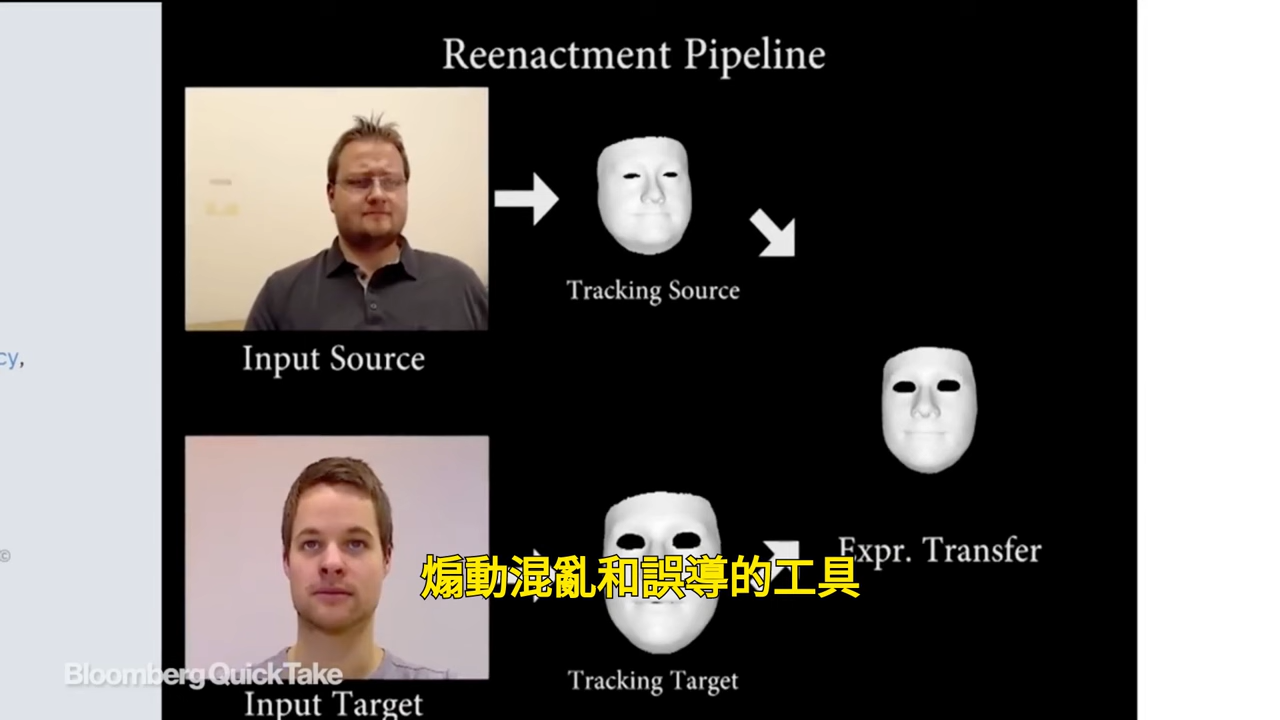 Reenactment Pipeline
Tracking Source
Input Source
cy,
©
Expr. Transfer
煽動混亂和誤導的工具
Bloomberg QuickTake
Tracking Target
Input Target